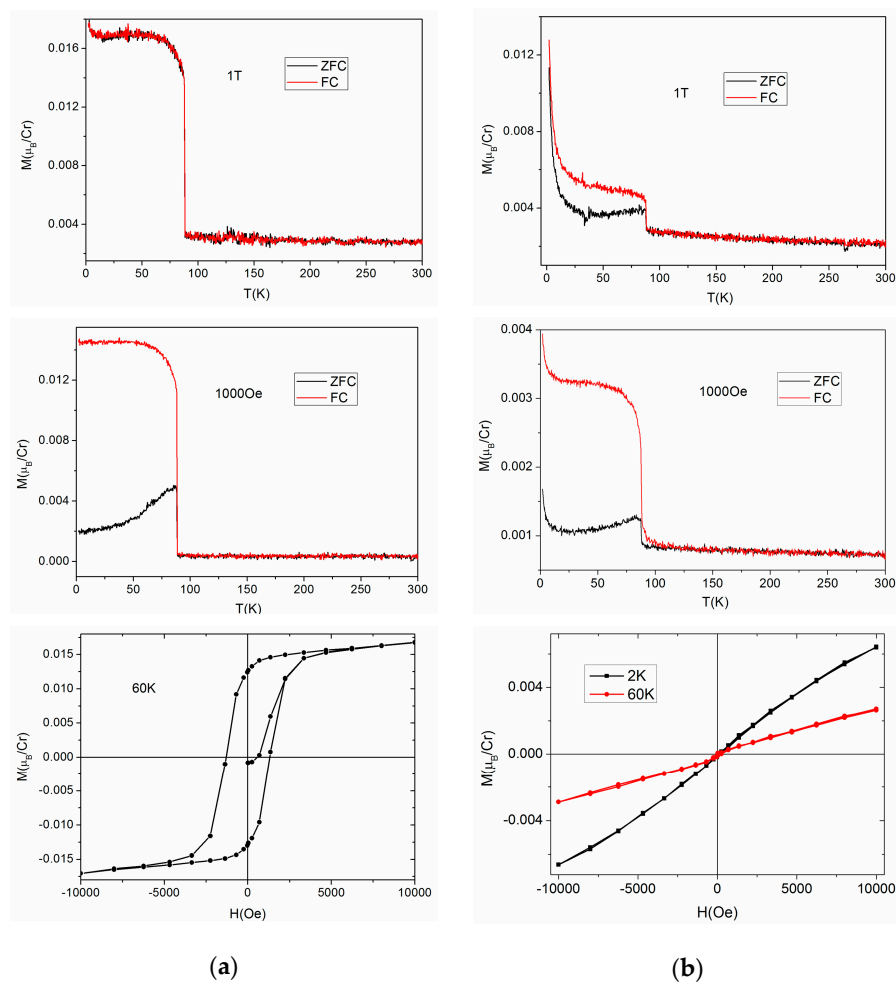 0.016
0.012
0.008
0.004
M(μB/Cr)
1T
ZFC
FC
0 50 100 150 200 250 300
T(K)
0.012
0.008
0.004
M(μB/Cr)
1T
ZFC
FC
0 50 100 150 200 250 300
T(K)
0.012
0.008
0.004
0.000
M(μB/Cr)
1000Oe
ZFC
FC
0 50 100 150 200 250 300
T(K)
0.004
0.003
0.002
0.001
M(μB/Cr)
1000Oe
ZFC
FC
0 50 100 150 200 250 300
T(K)
0.015
0.010
0.005
0.000
-0.005
-0.010
-0.015
M(μB/Cr)
60K
-10000 -5000 0 5000 10000
H(Oe)
0.004
0.000
-0.004
M(μB/Cr)
2K
60K
-10000 -5000 0 5000 10000
H(Oe)
(a) (b)